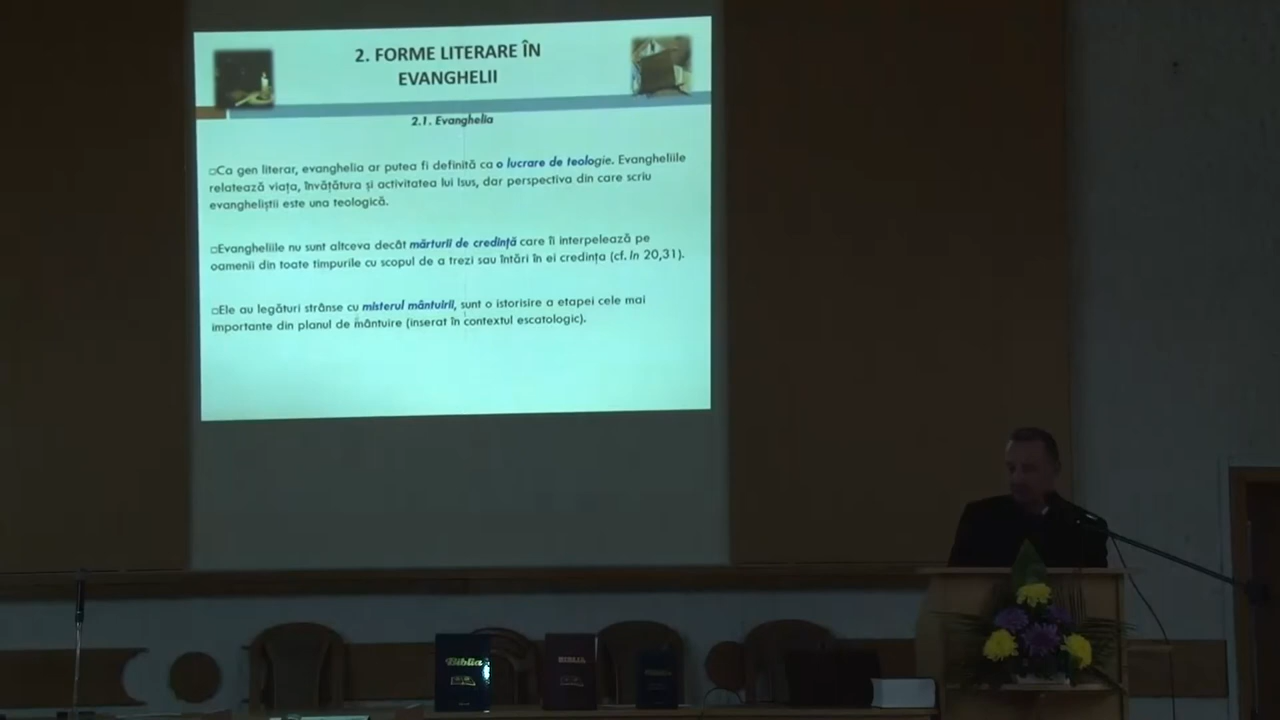 2. FORME LITERARE ÎN
EVANGHELII
2.1. Evanghelia
Ca gen literar, evanghelia ar putea fi definită ca o lucrare de teologie. Evangheliile
relatează viața, învățătura și activitatea lui Isus, dar perspectiva din care scriu
evangheliștii este una teologică.
Evangheliile nu sunt altceva decât mărturii de credință care îi interpelează pe
oamenii din toate timpurile cu scopul de a trezi sau întări în ei credința (cf. In 20,31).
Ele au legături strânse cu misterul mântuirii, sunt o istorisire a etapei cele mai
importante din planul de mântuire (inserat în contextul escatologic).
Biblia
BIBLIA